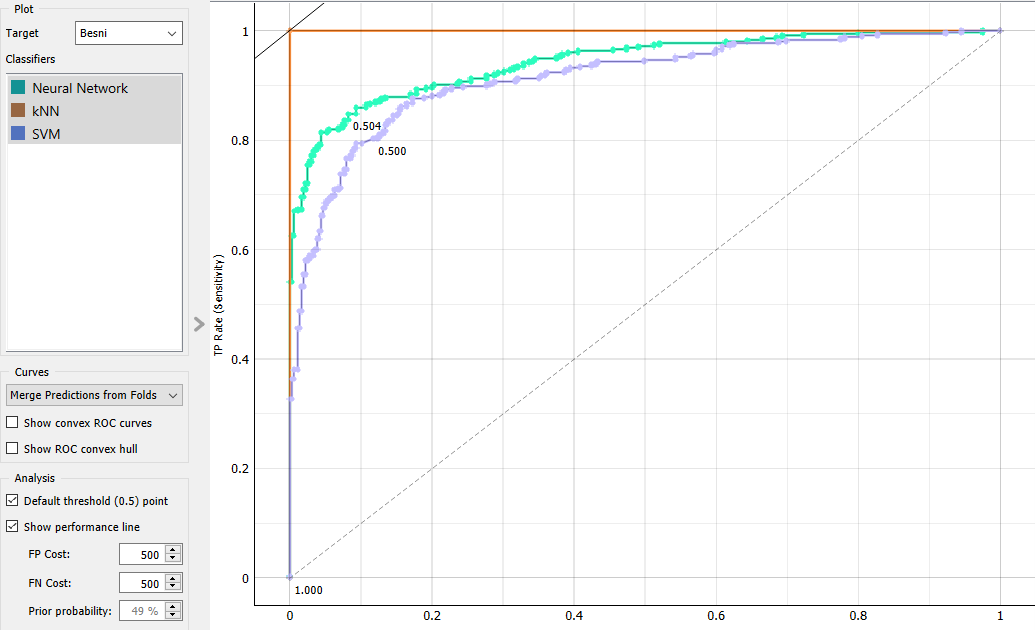 Plot
Target
Besni
Classifiers
Neural Network
kNN
SVM
Curves
Merge Predictions from Folds
Show convex ROC curves
Show ROC convex hull
Analysis
Default threshold (0.5) point
Show performance line
FP Cost:
500
FN Cost:
500
Prior probability:
49 %
TP Rate (Sensitivity)
1
0.8
0.6
0.4
0.2
0
0.504
0.500
1.000
0
0.2
0.4
0.6
0.8
1